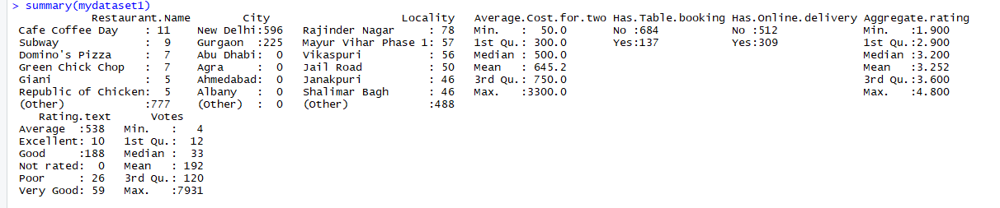 > summary(mydataset1)
Restaurant.Name City Locality Average.Cost.for.two Has.Table.booking Has.Online.delivery Aggregate.rating
Cafe Coffee Day : 11 New Delhi:596 Rajinder Nagar : 78 Min. : 50.0 No :684 No :512 Min. :1.900
Subway : 9 Gurgaon :225 Mayur Vihar Phase 1: 57 1st Qu.: 300.0 Yes:137 Yes:309 1st Qu.:2.900
Domino's Pizza : 7 Abu Dhabi: 0 Vikaspuri : 56 Median : 500.0 Median :3.200
Green Chick Chop : 7 Agra : 0 Jail Road : 50 Mean : 645.2 Mean :3.252
Giani : 5 Ahmedabad: 0 Janakpuri : 46 3rd Qu.: 750.0 3rd Qu.:3.600
Republic of Chicken: 5 Albany : 0 Shalimar Bagh : 46 Max. :3300.0 Max. :4.800
(Other) :777 (Other) : 0 (Other) :488
Rating.text Votes
Average :538 Min. : 4
Excellent: 10 1st Qu.: 12
Good :188 Median : 33
Not rated: 0 Mean : 192
Poor : 26 3rd Qu.: 120
Very Good: 59 Max. :7931